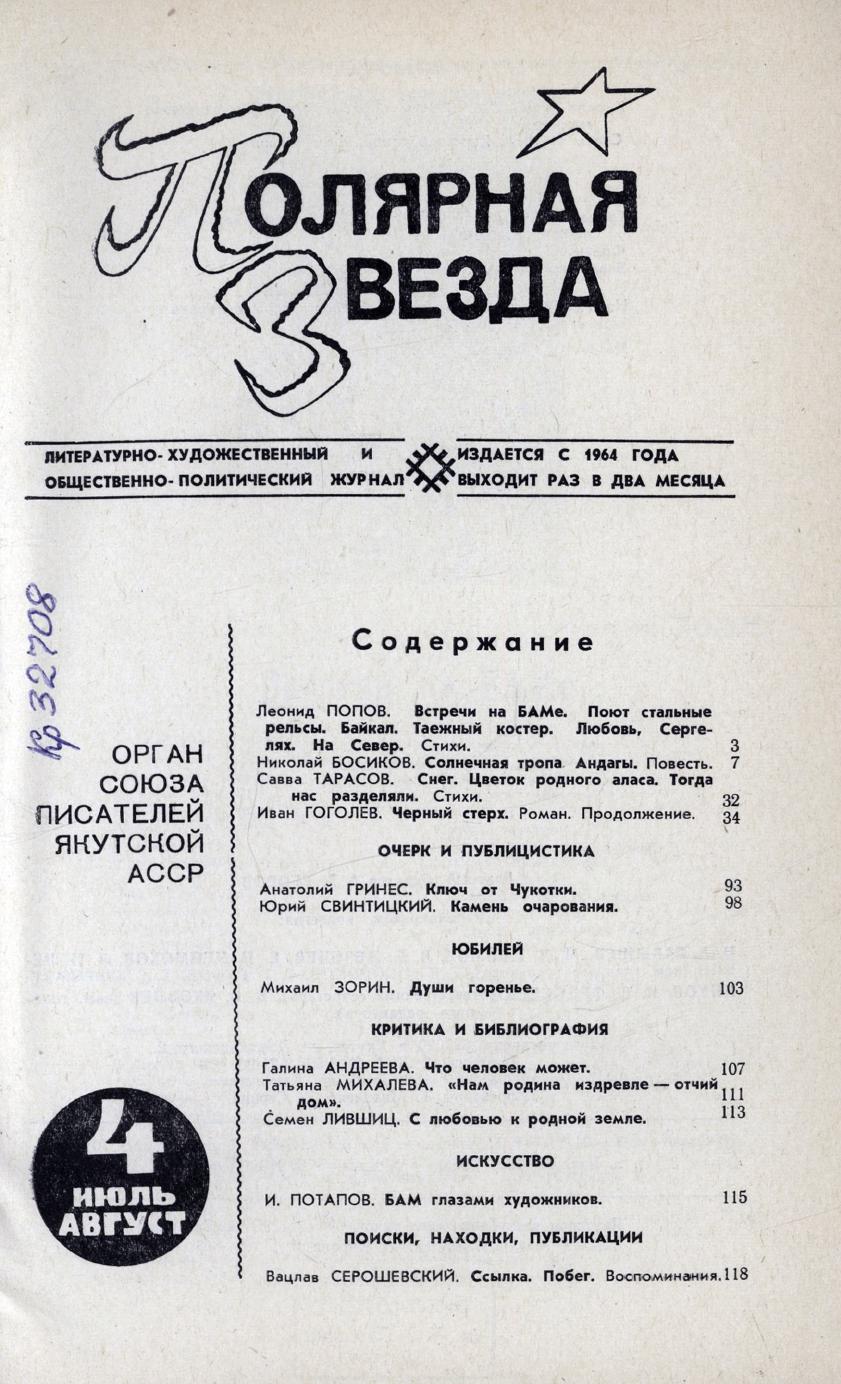 ПОЛЯРНАЯ
ЗВЕЗДА
ЛИТЕРАТУРНО-ХУДОЖЕСТВЕННЫЙ И
ОБЩЕСТВЕННО-ПОЛИТИЧЕСКИЙ ЖУРНАЛ
ИЗДАЕТСЯ С 1964 ГОДА
ВЫХОДИТ РАЗ В ДВА МЕСЯЦА
Кр 32708
ОРГАН
СОЮЗА
ПИСАТЕЛЕЙ
ЯКУТСКОЙ
АССР
4
ИЮЛЬ
АВГУСТ
Содержание
Леонид ПОПОВ. Встречи на БАМе. Поют стальные
рельсы. Байкал. Таежный костер. Любовь, Серге-
лях. На Север. Стихи. 3
Николай БОСИКОВ. Солнечная тропа Андагы. Повесть. 7
Савва ТАРАСОВ. Снег. Цветок родного аласа. Тогда
нас разделяли. Стихи. 32
Иван ГОГОЛЕВ. Черный стерх. Роман. Продолжение. 34
ОЧЕРК И ПУБЛИЦИСТИКА
Анатолий ГРИНЕС. Ключ от Чукотки. 93
Юрий СВИНТИЦКИЙ. Камень очарования. 98
ЮБИЛЕЙ
Михаил ЗОРИН. Души горенье. 103
КРИТИКА И БИБЛИОГРАФИЯ
Галина АНДРЕЕВА. Что человек может. 107
Татьяна МИХАЛЕВА. «Нам родина издревле — отчий
дом». 111
Семен ЛИВШИЦ. С любовью к родной земле. 113
ИСКУССТВО
И. ПОТАПОВ. БАМ глазами художников. 115
ПОИСКИ, НАХОДКИ, ПУБЛИКАЦИИ
Вацлав СЕРОШЕВСКИЙ. Ссылка. Побег. Воспоминания. 118